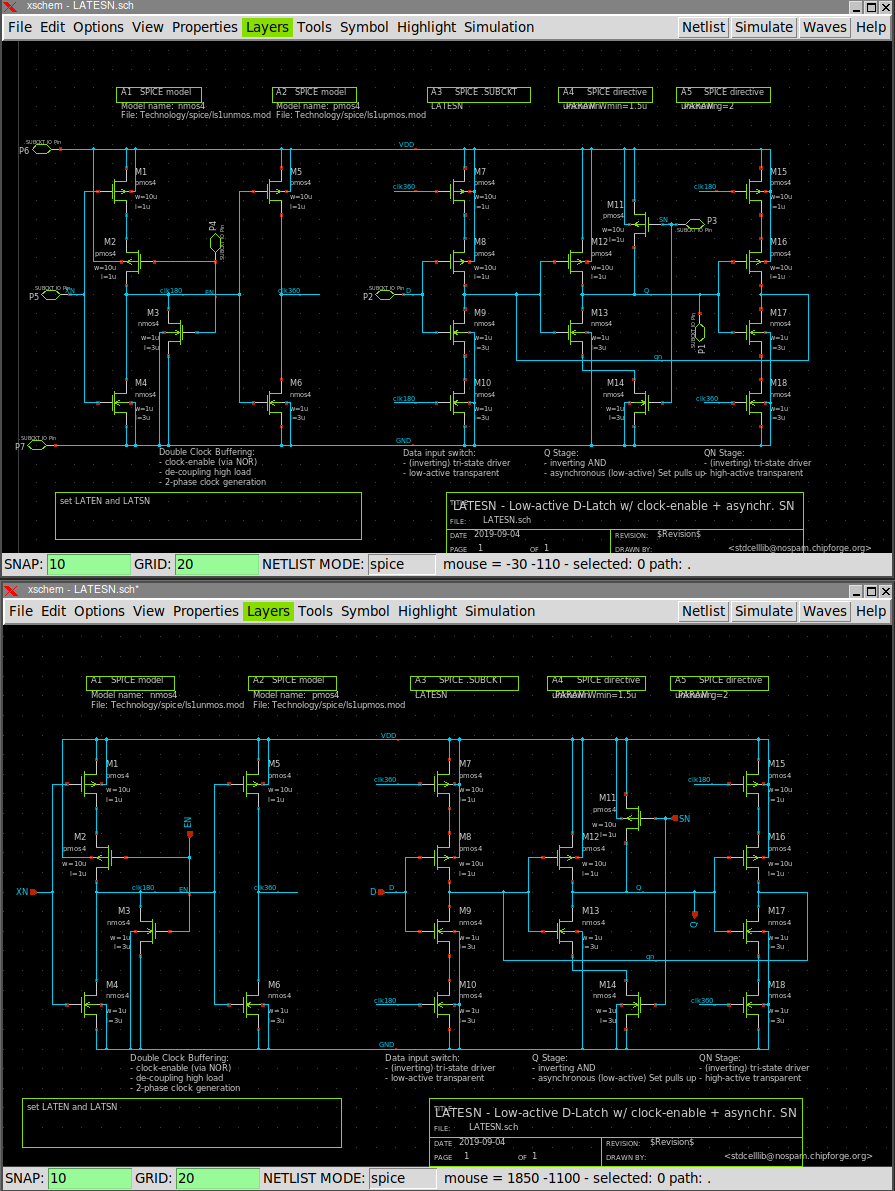 xschem - LATESN.sch
File Edit Options View Properties Layers Tools Symbol Highlight Simulation Netlist Simulate Waves Help
A1 SPICE model
Model name: nmos4
File: Technology/spice/ls1unmos.mod
A2 SPICE model
Model name: pmos4
File: Technology/spice/ls1upmos.mod
A3 SPICE .SUBCKT
LATESN
A4 SPICE directive
Wmin=1.5u
A5 SPICE directive
g=2
.SUBCKT IO Pin
P6
VDD
M1
pmos4
w=10u
l=1u
M5
pmos4
w=10u
l=1u
M7
pmos4
w=10u
l=1u
clk360
M15
pmos4
w=10u
l=1u
clk180
M11
pmos4
w=10u
l=1u
SN
P3
.SUBCKT IO Pin
P4
.SUBCKT IO Pin
M2
pmos4
w=10u
l=1u
M8
pmos4
w=10u
l=1u
M12
pmos4
w=10u
l=1u
M16
pmos4
w=10u
l=1u
.SUBCKT IO Pin
P5
XN
clk180
EN
clk360
.SUBCKT IO Pin
P2
D
Q
M3
nmos4
w=1u
l=3u
M9
nmos4
w=1u
l=3u
M13
nmos4
w=1u
l=3u
.SUBCKT IO Pin
P1
M17
nmos4
w=1u
l=3u
qn
M4
nmos4
w=1u
l=3u
M6
nmos4
w=1u
l=3u
clk180
M10
nmos4
w=1u
l=3u
M14
nmos4
w=1u
l=3u
clk360
M18
nmos4
w=1u
l=3u
.SUBCKT IO Pin
P7
GND
Double Clock Buffering:
- clock-enable (via NOR)
- de-coupling high load
- 2-phase clock generation
Data input switch:
- (inverting) tri-state driver
- low-active transparent
Q Stage:
- inverting AND
- asynchronous (low-active) Set pulls up
QN Stage:
- (inverting) tri-state driver
- high-active transparent
set LATEN and LATSN
TITLE
LATESN - Low-active D-Latch w/ clock-enable + asynchr. SN
FILE: LATESN.sch
DATE 2019-09-04 REVISION: $Revision$
PAGE 1 OF 1 DRAWN BY: <stdcelllib@nospam.chipforge.org>
SNAP: 10 GRID: 20 NETLIST MODE: spice mouse = -30 -110 - selected: 0 path: .
xschem - LATESN.sch*
File Edit Options View Properties Layers Tools Symbol Highlight Simulation Netlist Simulate Waves Help
A1 SPICE model
Model name: nmos4
File: Technology/spice/ls1unmos.mod
A2 SPICE model
Model name: pmos4
File: Technology/spice/ls1upmos.mod
A3 SPICE .SUBCKT
LATESN
A4 SPICE directive
Wmin=1.5u
A5 SPICE directive
g=2
VDD
M1
pmos4
w=10u
l=1u
M5
pmos4
w=10u
l=1u
clk360
M7
pmos4
w=10u
l=1u
clk180
M15
pmos4
w=10u
l=1u
M11
pmos4
w=10u
l=1u
SN
EN
M2
pmos4
w=10u
l=1u
M8
pmos4
w=10u
l=1u
M12
pmos4
w=10u
l=1u
M16
pmos4
w=10u
l=1u
XN
clk180
EN
clk360
D
D
Q
M3
nmos4
w=1u
l=3u
M9
nmos4
w=1u
l=3u
M13
nmos4
w=1u
l=3u
Q
M17
nmos4
w=1u
l=3u
qn
M4
nmos4
w=1u
l=3u
M6
nmos4
w=1u
l=3u
clk180
M10
nmos4
w=1u
l=3u
M14
nmos4
w=1u
l=3u
clk360
M18
nmos4
w=1u
l=3u
GND
Double Clock Buffering:
- clock-enable (via NOR)
- de-coupling high load
- 2-phase clock generation
Data input switch:
- (inverting) tri-state driver
- low-active transparent
Q Stage:
- inverting AND
- asynchronous (low-active) Set pulls up
QN Stage:
- (inverting) tri-state driver
- high-active transparent
set LATEN and LATSN
TITLE
LATESN - Low-active D-Latch w/ clock-enable + asynchr. SN
FILE: LATESN.sch
DATE 2019-09-04 REVISION: $Revision$
PAGE 1 OF 1 DRAWN BY: <stdcelllib@nospam.chipforge.org>
SNAP: 10 GRID: 20 NETLIST MODE: spice mouse = 1850 -1100 - selected: 0 path: .